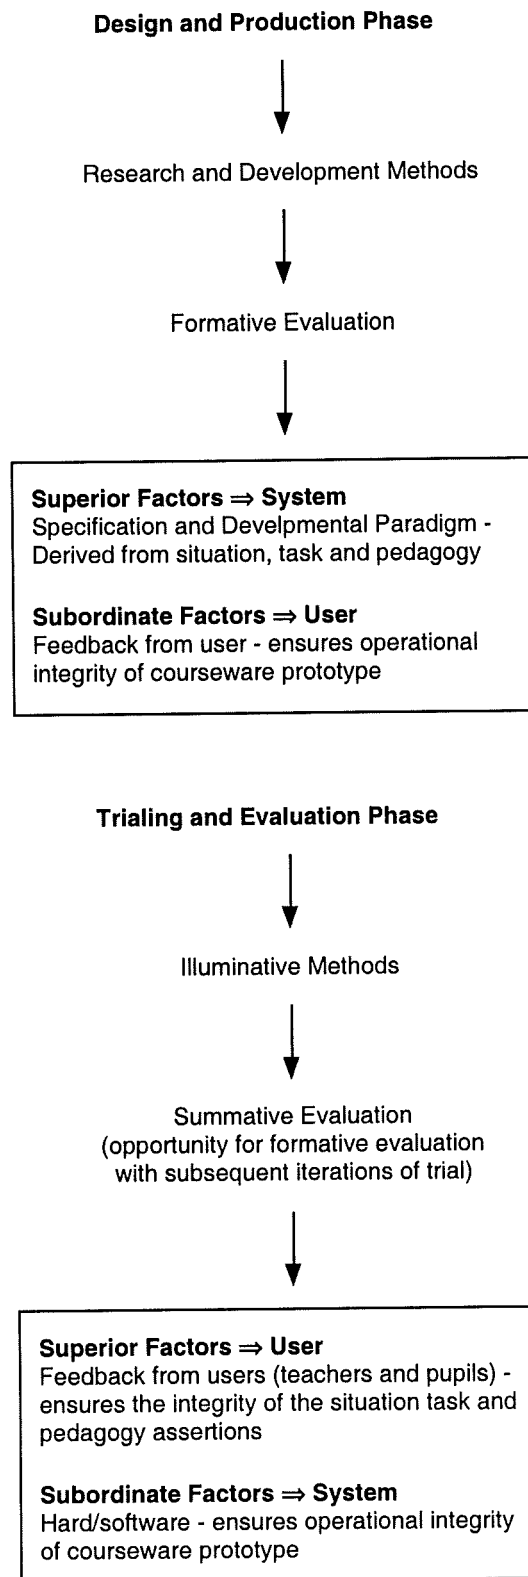 Design and Production Phase
Research and Development Methods
Formative Evaluation
Superior Factors ⇒ System
Specification and Develpmental Paradigm -
Derived from situation, task and pedagogy
Subordinate Factors ⇒ User
Feedback from user - ensures operational
integrity of courseware prototype
Trialing and Evaluation Phase
Illuminative Methods
Summative Evaluation
(opportunity for formative evaluation
with subsequent iterations of trial)
Superior Factors ⇒ User
Feedback from users (teachers and pupils) -
ensures the integrity of the situation task and
pedagogy assertions
Subordinate Factors ⇒ System
Hard/software - ensures operational integrity
of courseware prototype